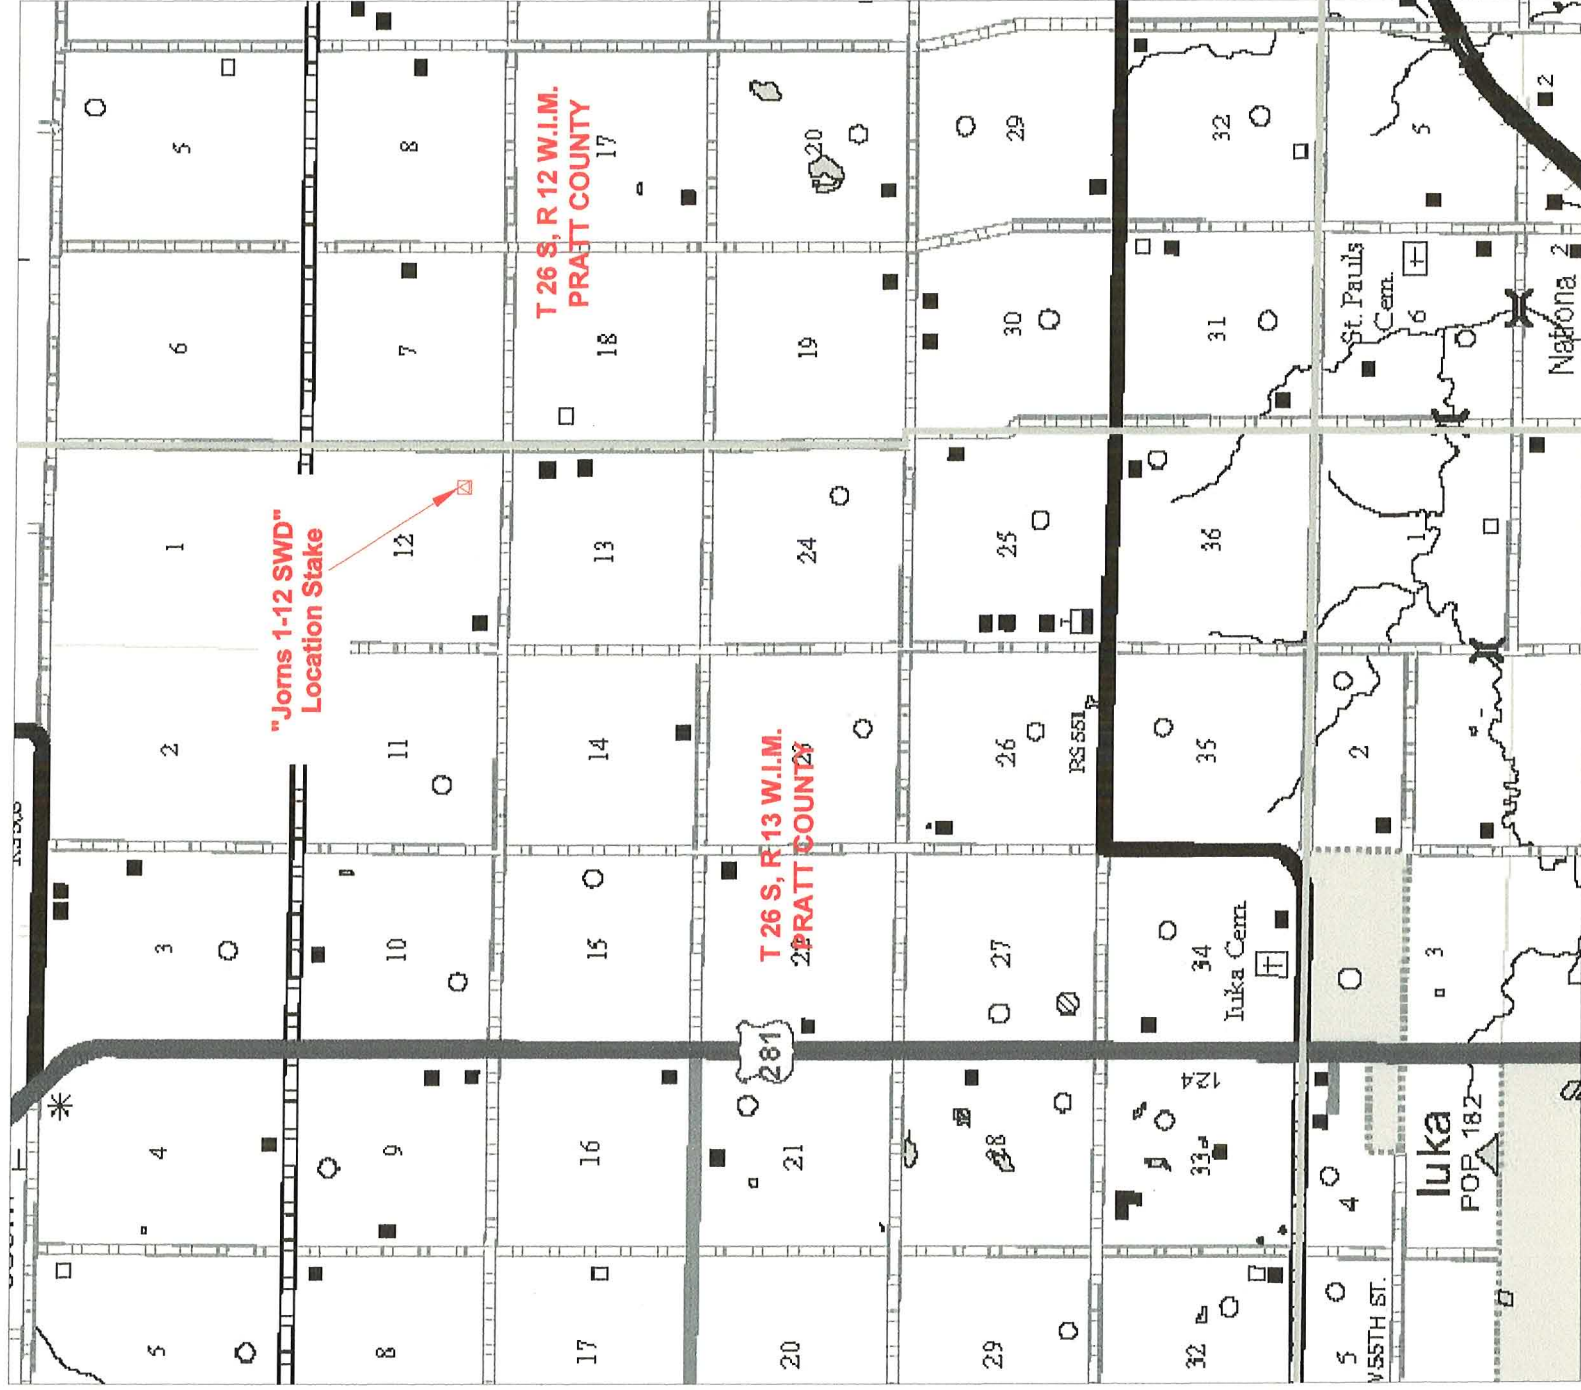 5 4 3 2 1 6 5
"Jorns 1-12 SWD"
Location Stake
8 9 10 11 12 7 8
T 26 S, R 12 W.I.M.
PRATT COUNTY
17 16 15 14 13 18 17
281
T 26 S, R 13 W.I.M.
PRATT COUNTY
20 21 22 23 24 19 20
29 28 27 26 25 30 29
RS 551
32 33 34 35 36 31 32
124
Iuka Cem.
5 4 2
St. Pauls
Cem.
3 1 6 5
55TH ST.
Iuka
POP. 182
Natrona 2
2